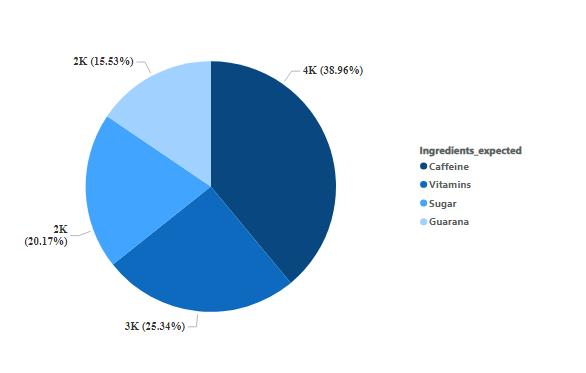 2K (15.53%)
4K (38.96%)
2K
(20.17%)
3K (25.34%)
Ingredients_expected
Caffeine
Vitamins
Sugar
Guarana